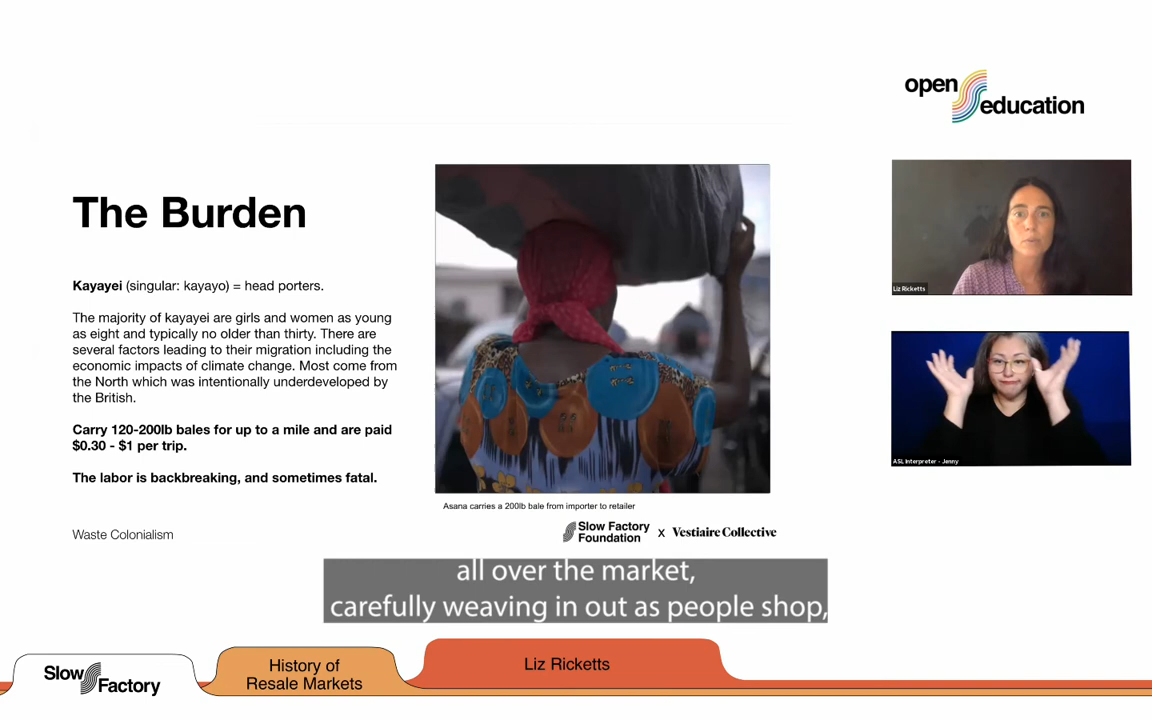 open
education
The Burden
Kayayei (singular: kayayo) = head porters.
The majority of kayayei are girls and women as young
as eight and typically no older than thirty. There are
several factors leading to their migration including the
economic impacts of climate change. Most come from
the North which was intentionally underdeveloped by
the British.
Carry 120-200lb bales for up to a mile and are paid
$0.30 - $1 per trip.
The labor is backbreaking, and sometimes fatal.
Waste Colonialism
Asana carries a 200lb bale from importer to retailer
Slow Factory
Foundation x Vestiaire Collective
Liz Ricketts
ASL Interpreter - Jenny
all over the market,
carefully weaving in out as people shop,
Slow
Factory
History of
Resale Markets
Liz Ricketts